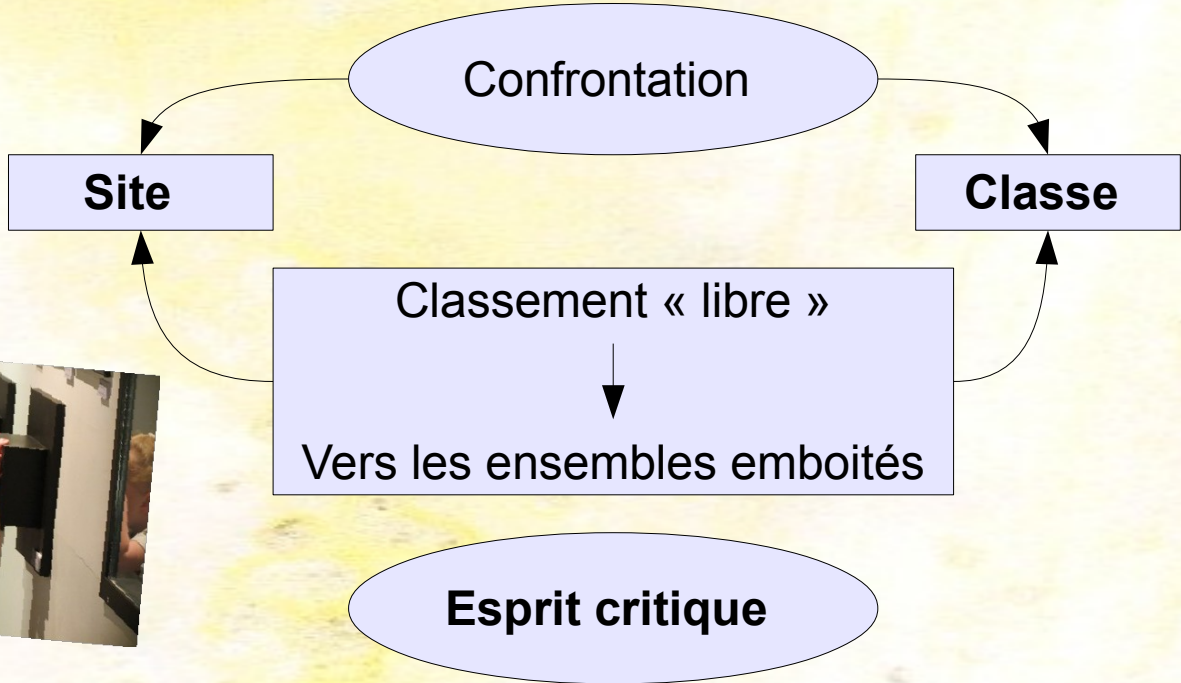 Confrontation
Site
Classe
Classement « libre »
Vers les ensembles emboités
Esprit critique